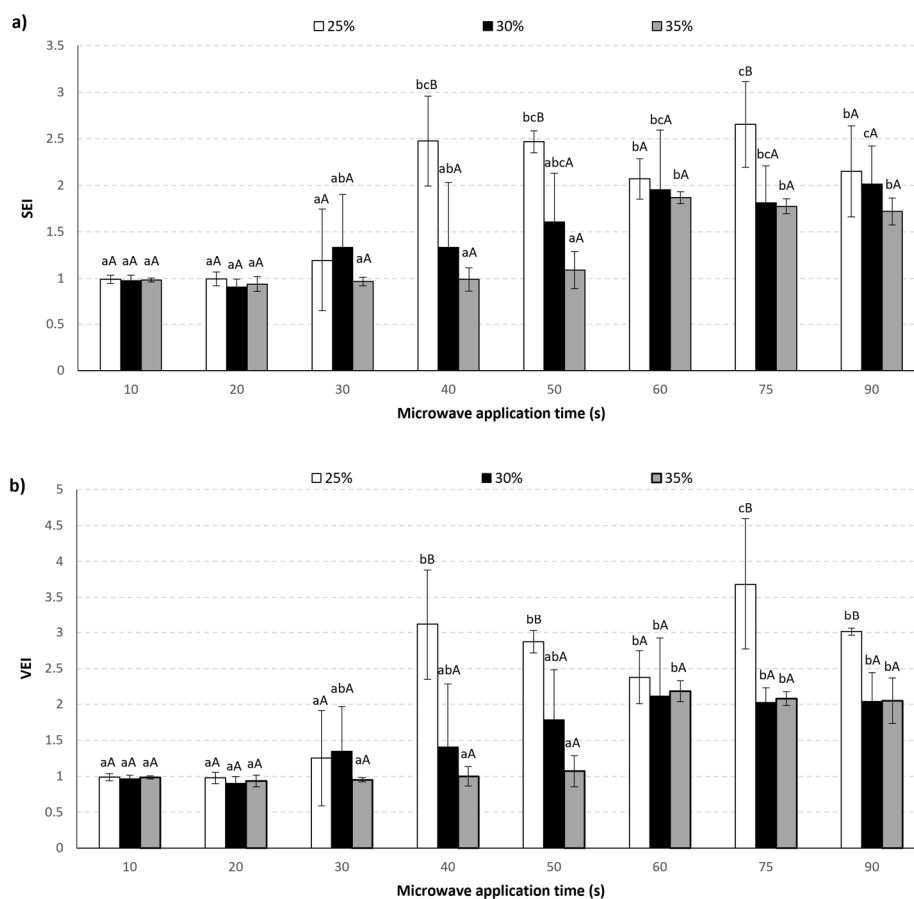 a)
25% 30% 35%
3.5
3
2.5
2
1.5
1
0.5
0
SEI
aA aA aA
aA aA aA
aA abA aA
bcB abA aA
bcB abcA aA
bA bcA bA
cB bcA bA
bA cA bA
10 20 30 40 50 60 75 90
Microwave application time (s)
b)
25% 30% 35%
5
4.5
4
3.5
3
2.5
2
1.5
1
0.5
0
VEI
aA aA aA
aA aA aA
aA abA aA
bB abA aA
bB abA aA
bA bA bA
cB bA bA
bB bA bA
10 20 30 40 50 60 75 90
Microwave application time (s)